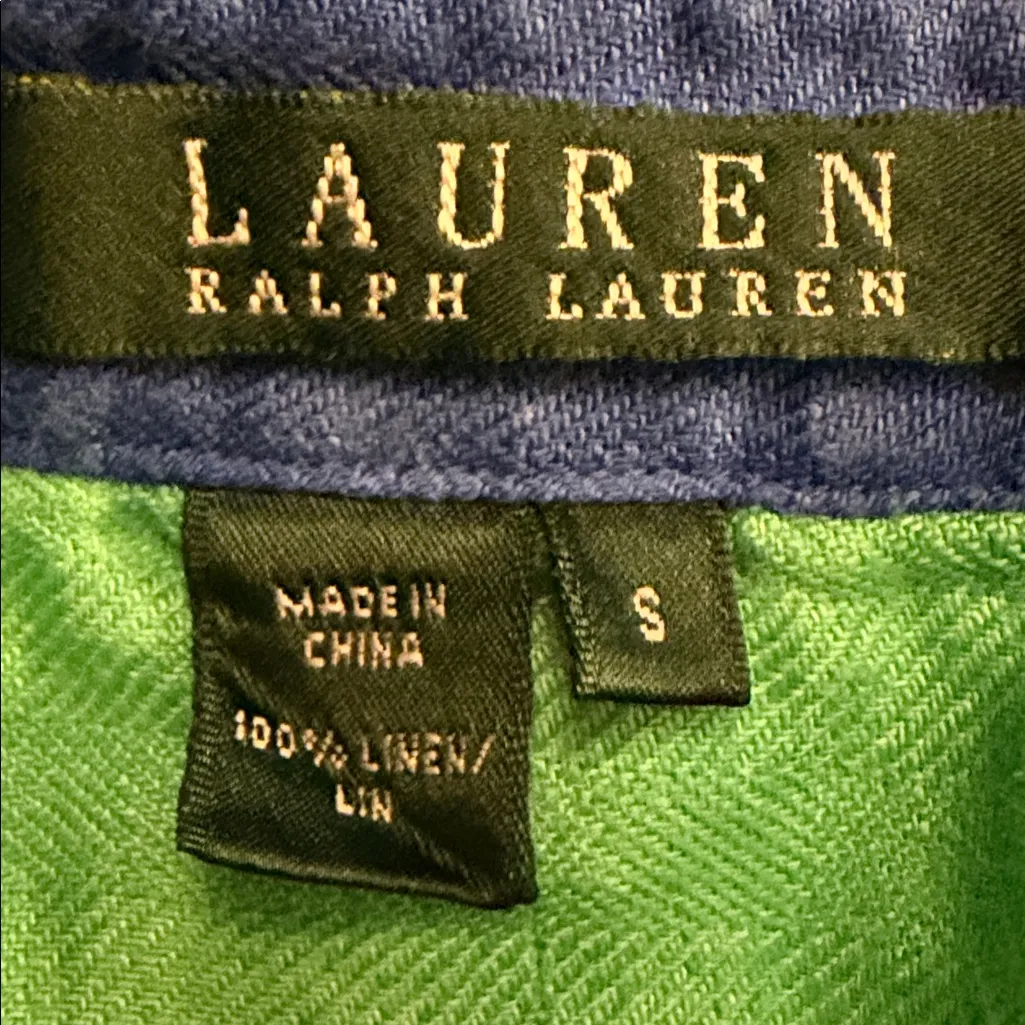 LAUREN
RALPH LAUREN
MADE IN
CHINA
S
100% LINEN/
LIN